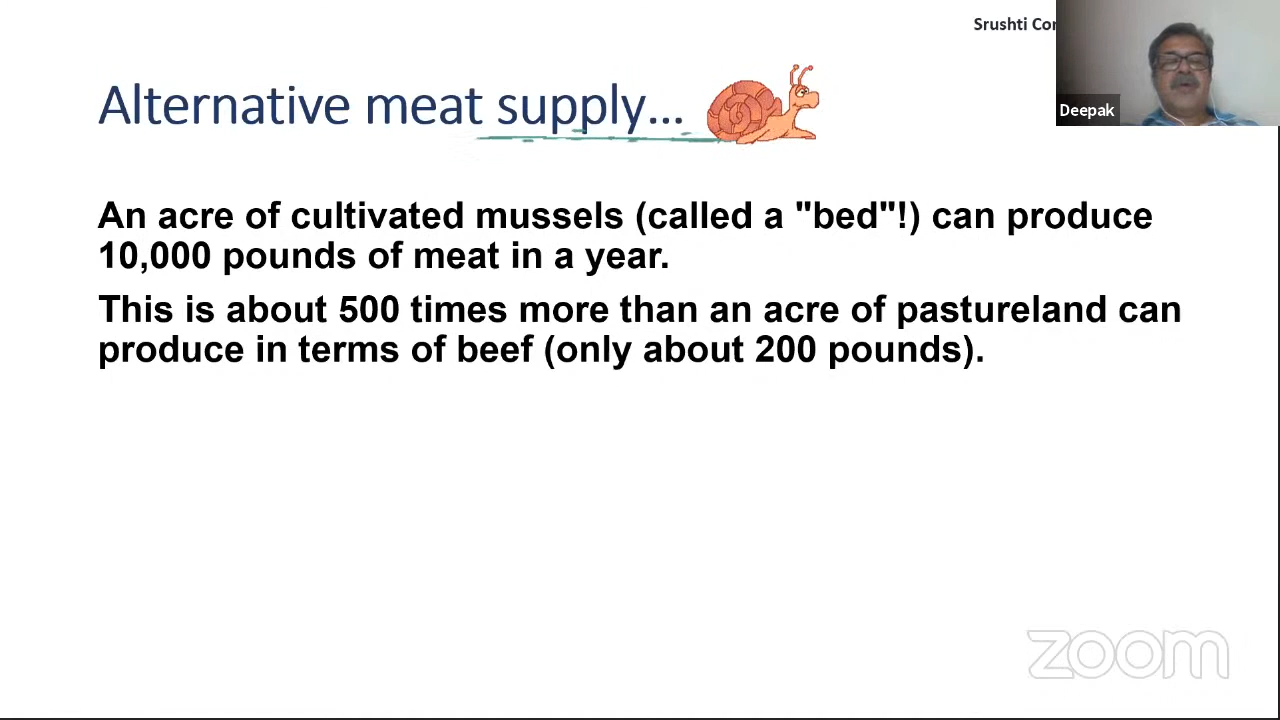 Srushti
Alternative meat supply...
Deepak
An acre of cultivated mussels (called a "bed"!) can produce
10,000 pounds of meat in a year.
This is about 500 times more than an acre of pastureland can
produce in terms of beef (only about 200 pounds).
zoom